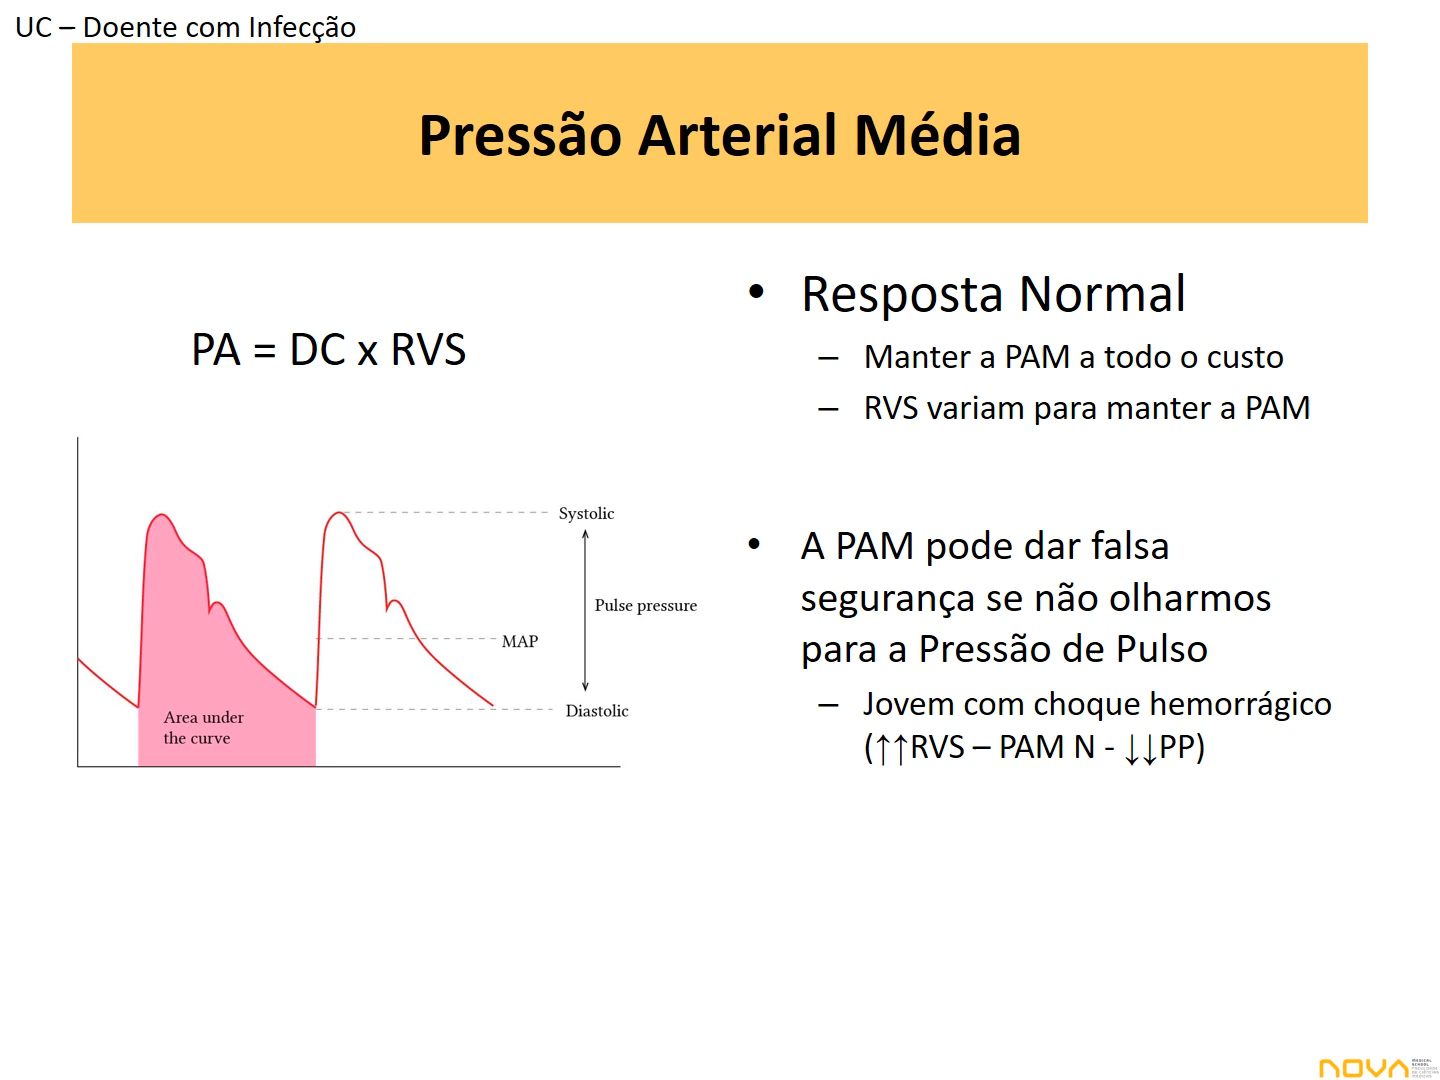 UC – Doente com Infecção
Pressão Arterial Média
PA = DC x RVS
Systolic
Pulse pressure
MAP
Diastolic
Area under
the curve
• Resposta Normal
– Manter a PAM a todo o custo
– RVS variam para manter a PAM
• A PAM pode dar falsa
segurança se não olharmos
para a Pressão de Pulso
– Jovem com choque hemorrágico
(↑↑RVS – PAM N - ↓↓PP)
NOVA
MEDICAL
SCHOOL